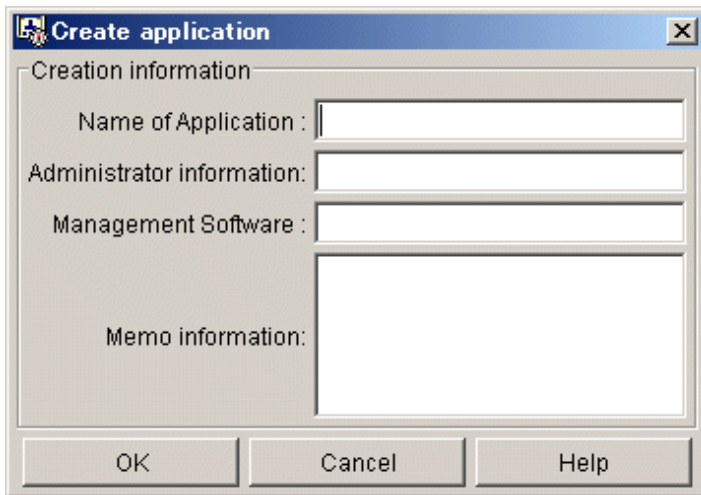 Create application
Creation information
Name of Application :
Administrator information:
Management Software :
Memo information:
OK Cancel Help